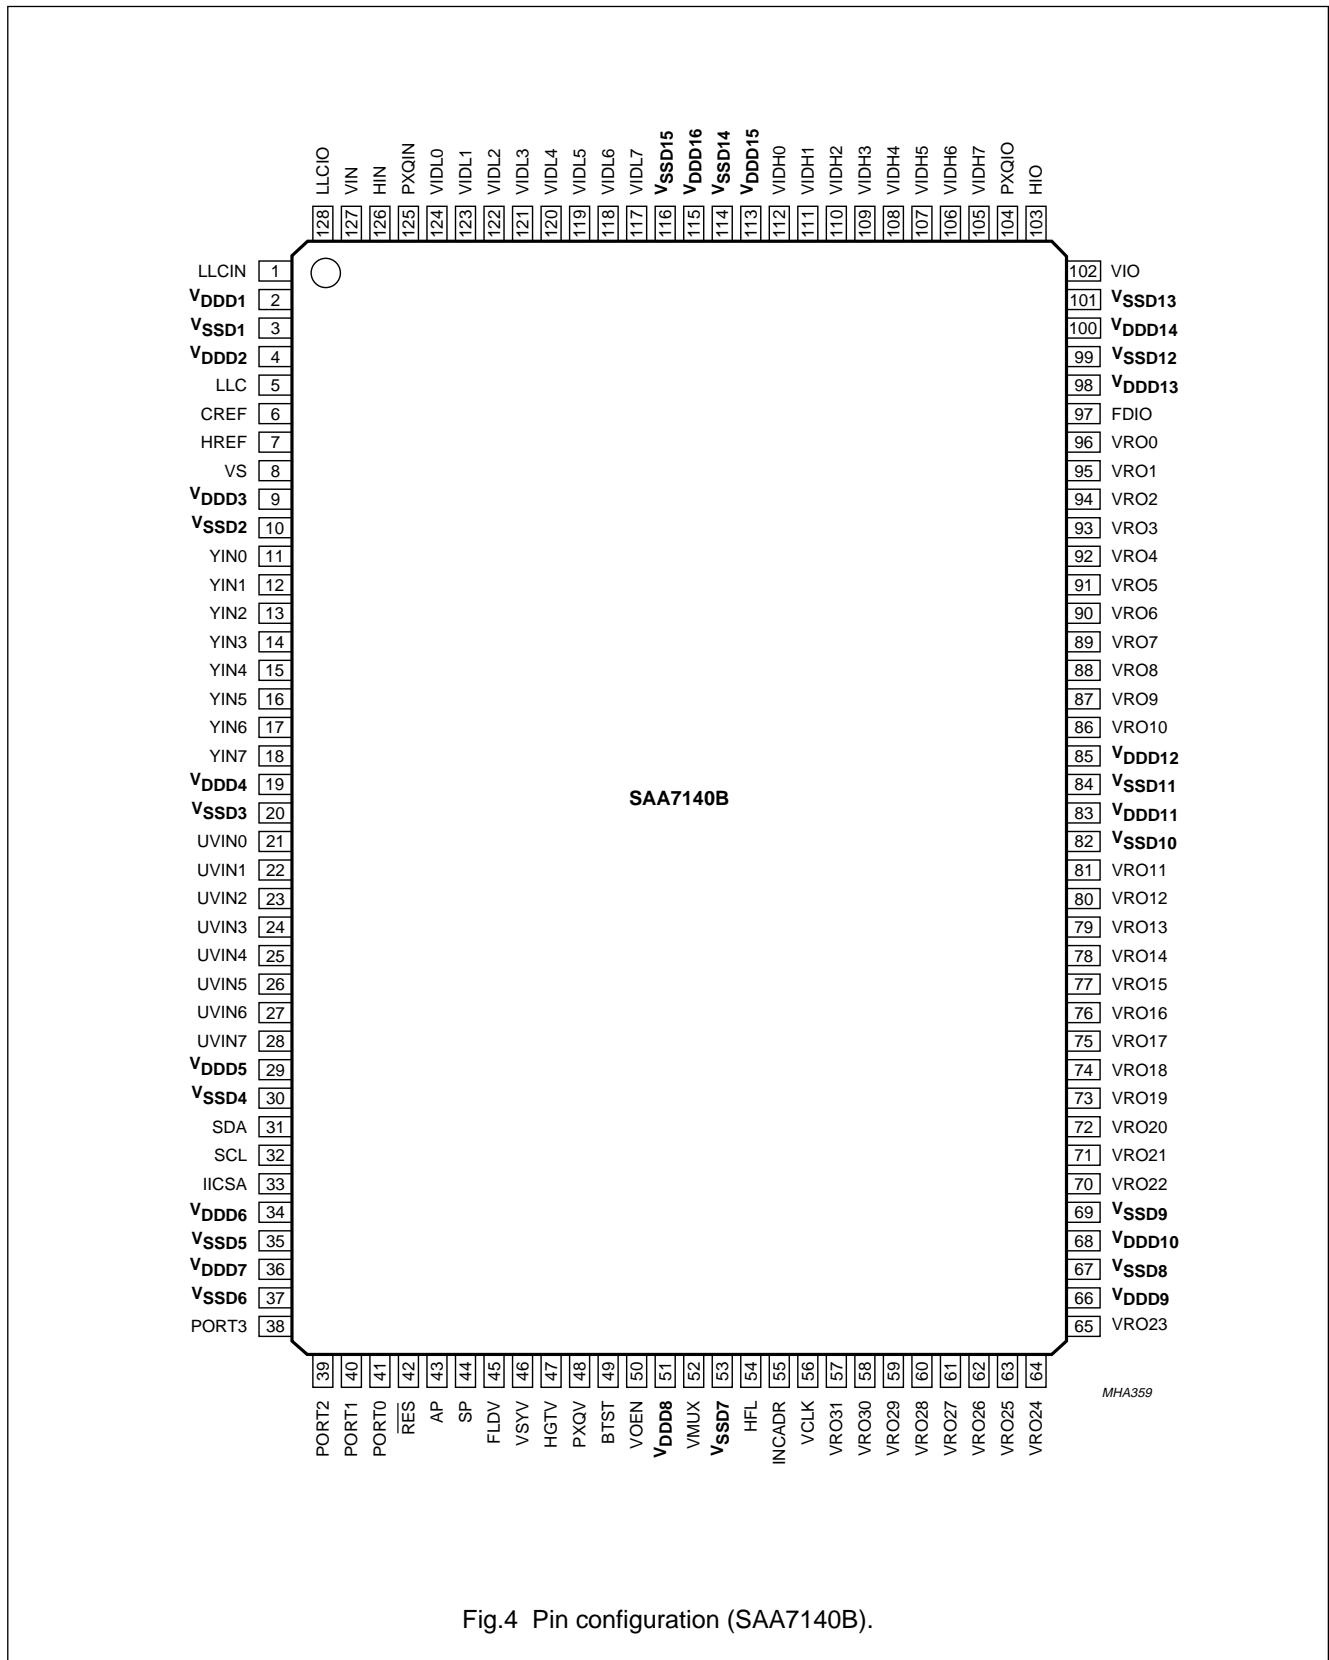 LLCIO VIN HIN PXQIN VIDL0 VIDL1 VIDL2 VIDL3 VIDL4 VIDL5 VIDL6 VIDL7 VSSD15 VDDD16 VSSD14 VDDD15 VIDH0 VIDH1 VIDH2 VIDH3 VIDH4 VIDH5 VIDH6 VIDH7 PXQIO HIO
128 127 126 125 124 123 122 121 120 119 118 117 116 115 114 113 112 111 110 109 108 107 106 105 104 103
LLCIN 1 102 VIO
VDDD1 2 101 VSSD13
VSSD1 3 100 VDDD14
VDDD2 4 99 VSSD12
LLC 5 98 VDDD13
CREF 6 97 FDIO
HREF 7 96 VRO0
VS 8 95 VRO1
VDDD3 9 94 VRO2
VSSD2 10 93 VRO3
YIN0 11 92 VRO4
YIN1 12 91 VRO5
YIN2 13 90 VRO6
YIN3 14 89 VRO7
YIN4 15 88 VRO8
YIN5 16 87 VRO9
YIN6 17 86 VRO10
YIN7 18 85 VDDD12
VDDD4 19 84 VSSD11
SAA7140B
VSSD3 20 83 VDDD11
UVIN0 21 82 VSSD10
UVIN1 22 81 VRO11
UVIN2 23 80 VRO12
UVIN3 24 79 VRO13
UVIN4 25 78 VRO14
UVIN5 26 77 VRO15
UVIN6 27 76 VRO16
UVIN7 28 75 VRO17
VDDD5 29 74 VRO18
VSSD4 30 73 VRO19
SDA 31 72 VRO20
SCL 32 71 VRO21
IICSA 33 70 VRO22
VDDD6 34 69 VSSD9
VSSD5 35 68 VDDD10
VDDD7 36 67 VSSD8
VSSD6 37 66 VDDD9
PORT3 38 65 VRO23
39 40 41 42 43 44 45 46 47 48 49 50 51 52 53 54 55 56 57 58 59 60 61 62 63 64
PORT2 PORT1 PORT0 RES AP SP FLDV VSYV HGTV PXQV BTST VOEN VDDD8 VMUX VSSD7 HFL INCADR VCLK VRO31 VRO30 VRO29 VRO28 VRO27 VRO26 VRO25 VRO24
MHA359
Fig.4 Pin configuration (SAA7140B).